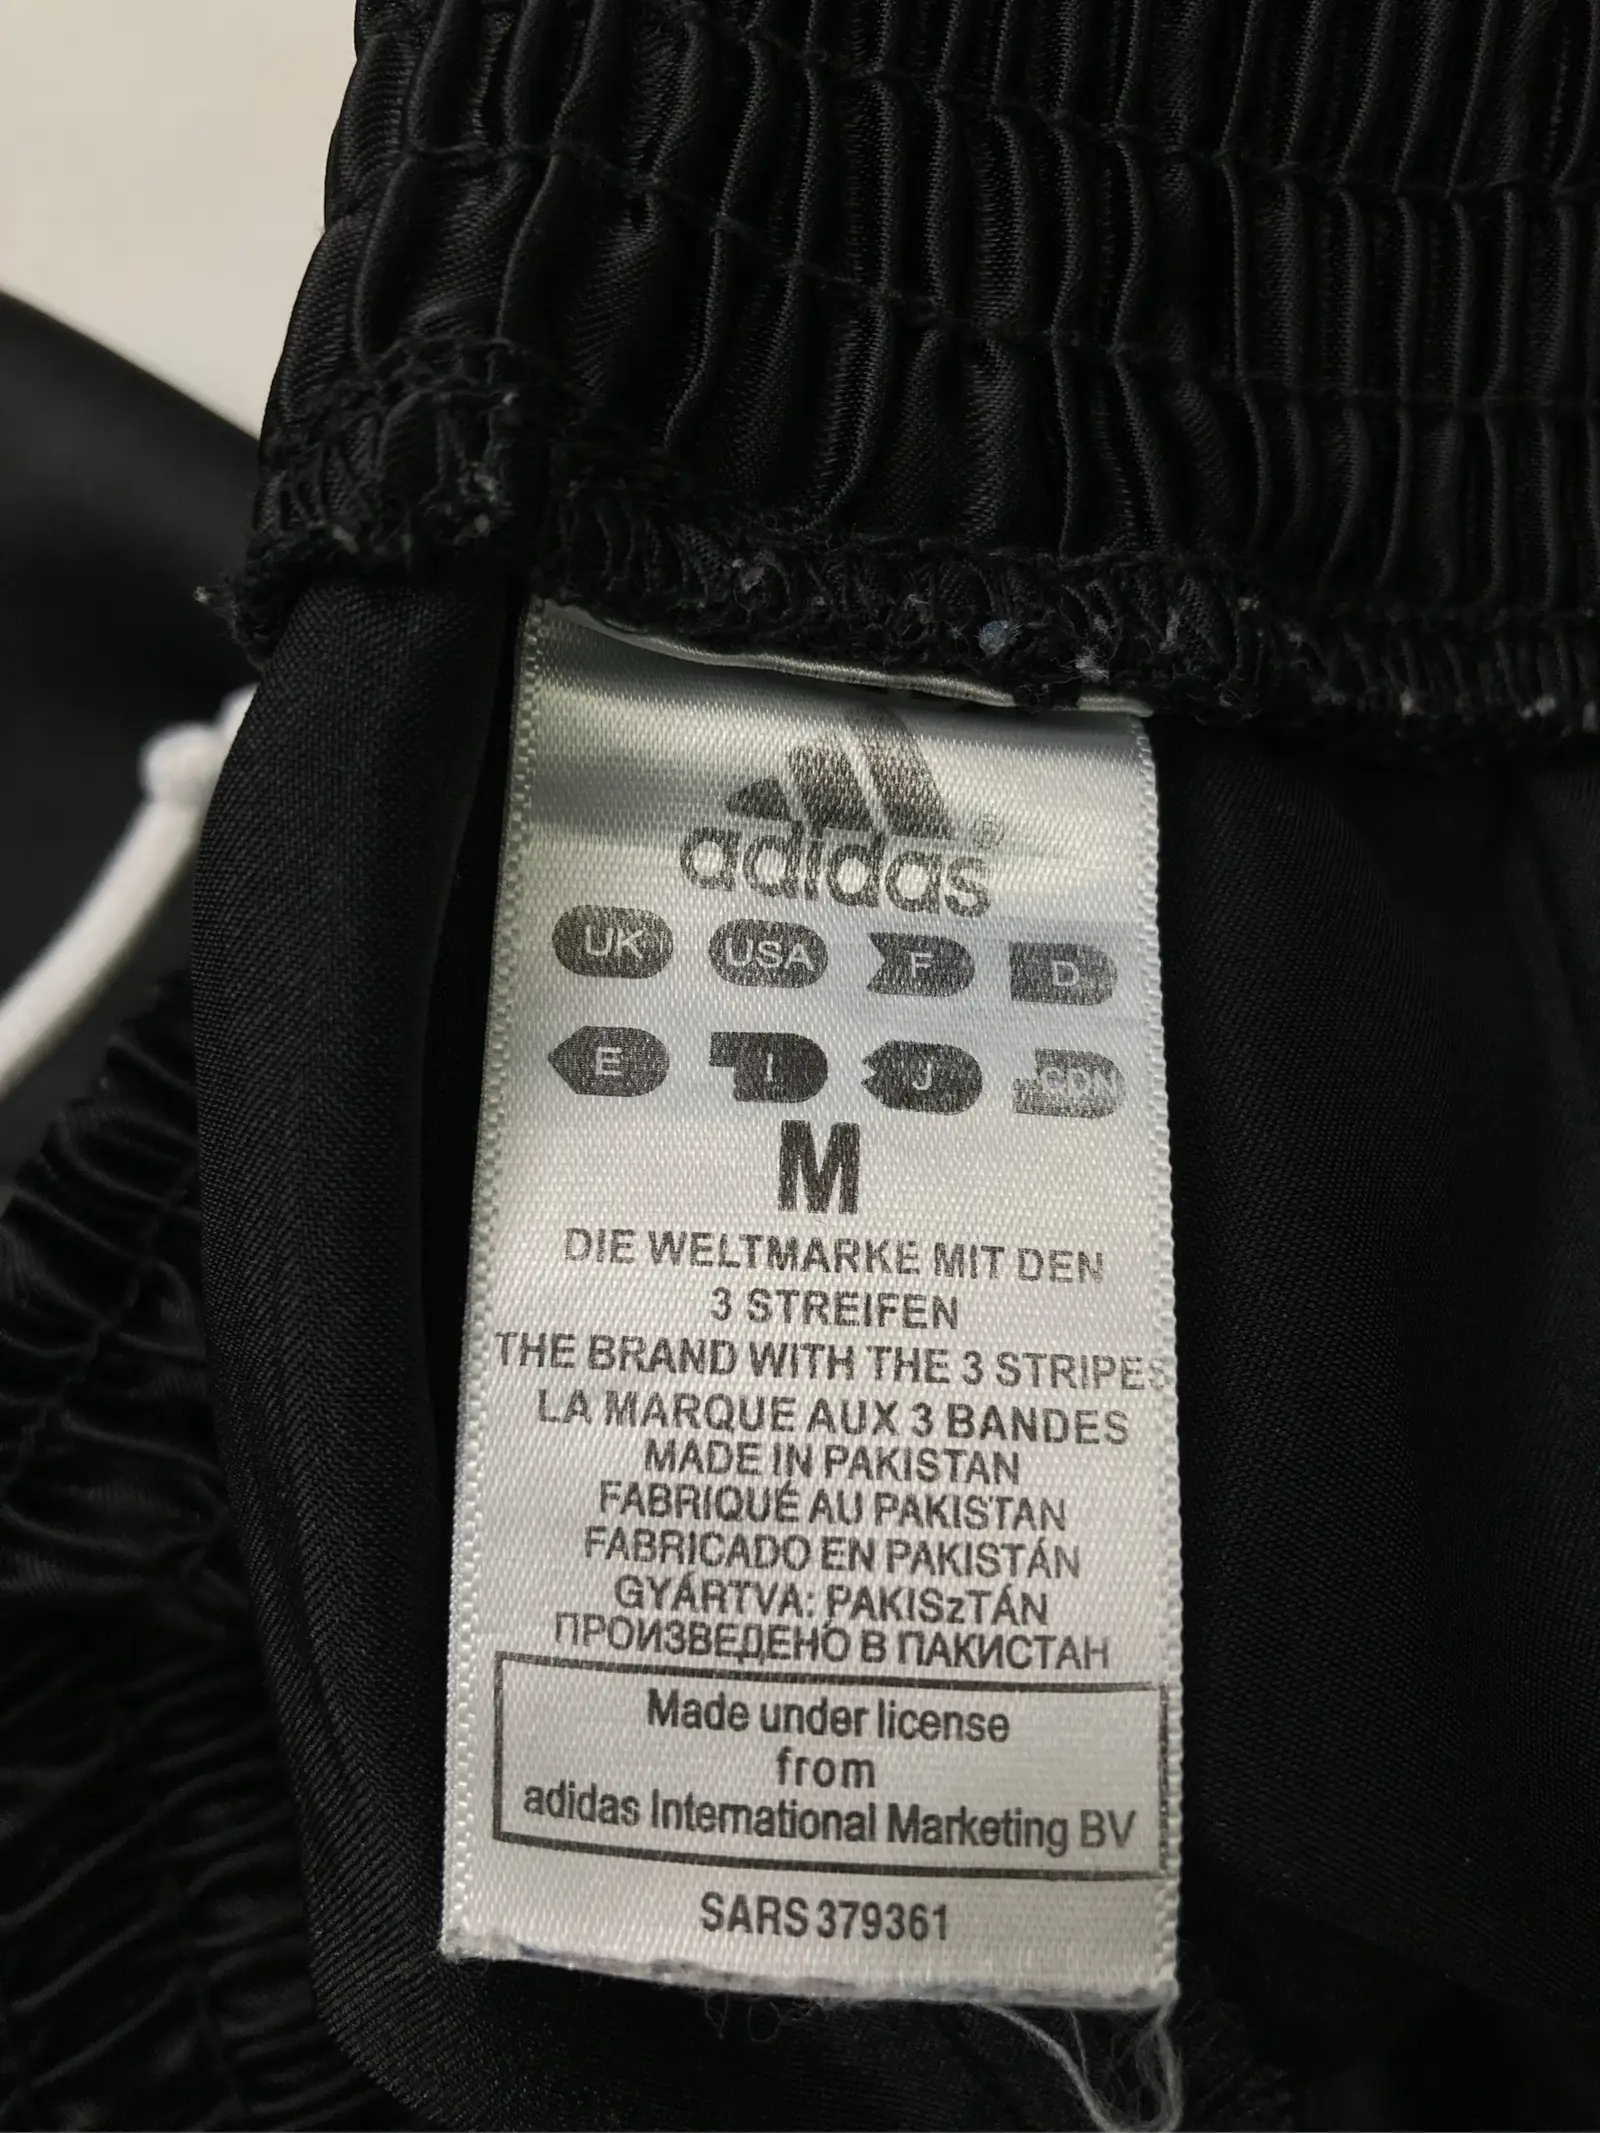 adidas®
UK USA F D
E I J CDN
M
DIE WELTMARKE MIT DEN
3 STREIFEN
THE BRAND WITH THE 3 STRIPES
LA MARQUE AUX 3 BANDES
MADE IN PAKISTAN
FABRIQUÉ AU PAKISTAN
FABRICADO EN PAKISTÁN
GYÁRTVA: PAKISzTÁN
ПРОИЗВЕДЕНО В ПАКИСТАН
Made under license
from
adidas International Marketing BV
SARS 379361